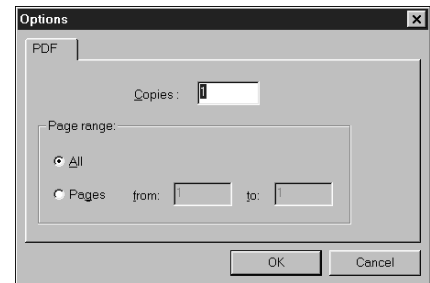 Options
PDF
Copies : 1
Page range:
All
Pages from: 1 to: 1
OK Cancel